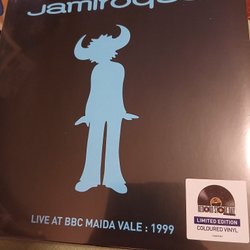 Jamiroquai
LIVE AT BBC MAIDA VALE : 1999
LIMITED EDITION
COLOURED VINYL